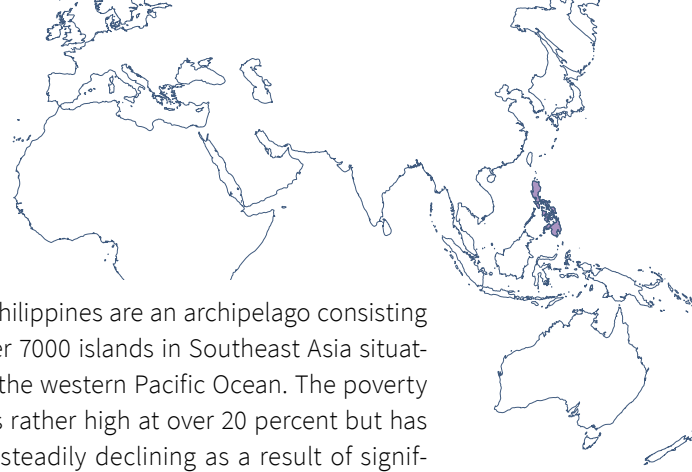 hilippines are an archipelago consisting
er 7000 islands in Southeast Asia situat-
the western Pacific Ocean. The poverty
s rather high at over 20 percent but has
steadily declining as a result of signif-